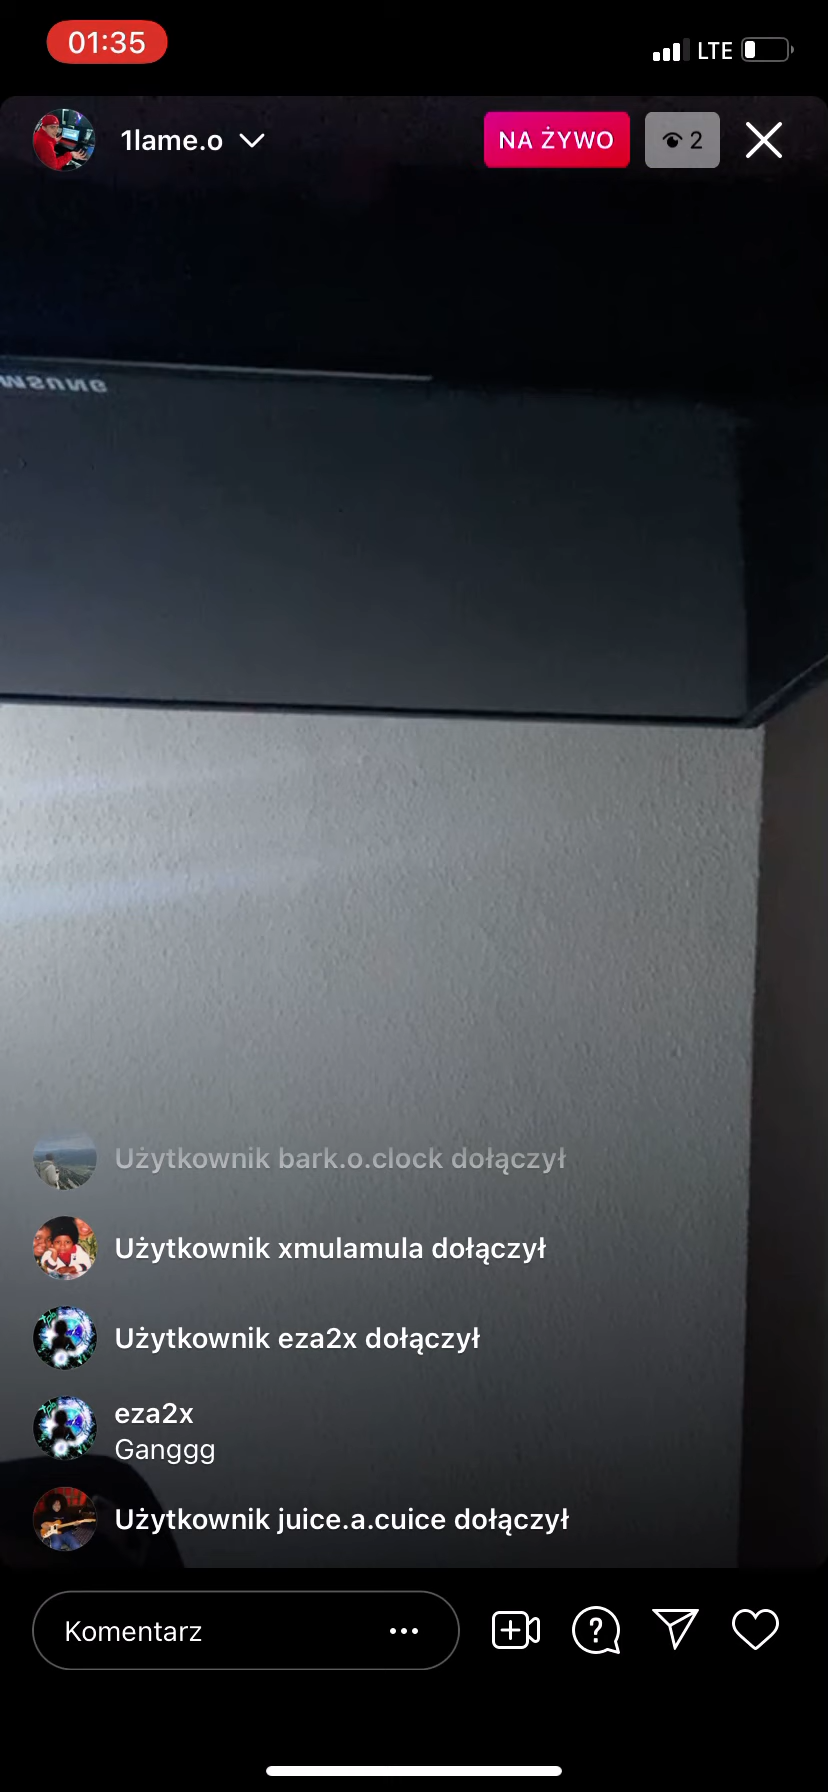 01:35
LTE
1lame.o
NA ŻYWO
2
Użytkownik bark.o.clock dołączył
Użytkownik xmulamula dołączył
Użytkownik eza2x dołączył
eza2x
Ganggg
Użytkownik juice.a.cuice dołączył
Komentarz